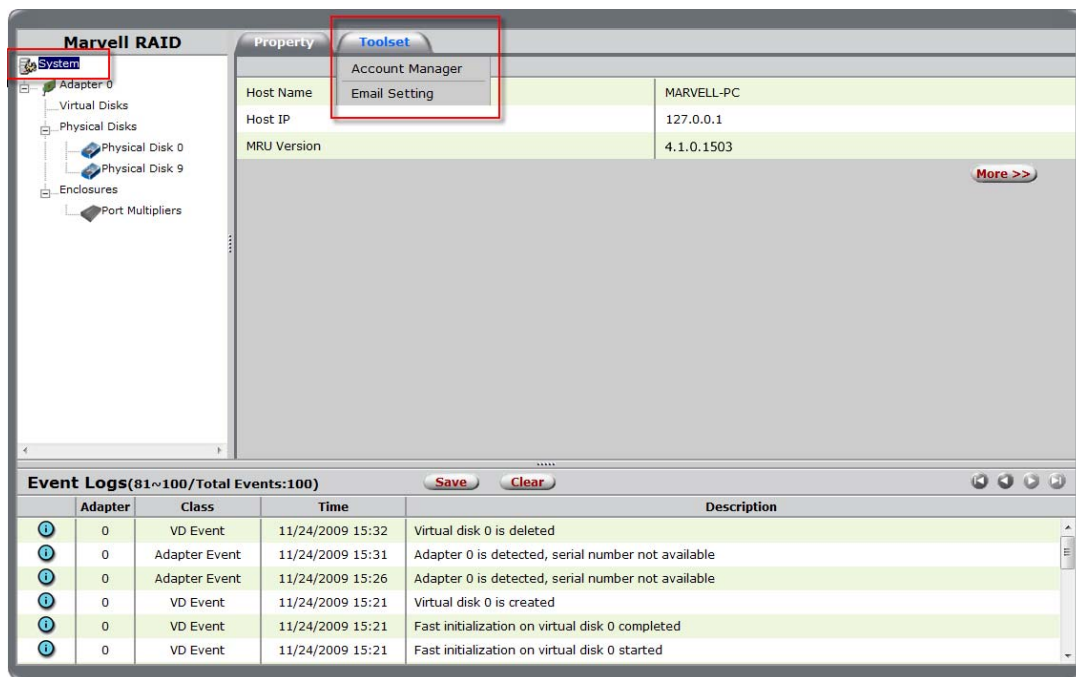 Marvell RAID
System
Adapter 0
Virtual Disks
Physical Disks
Physical Disk 0
Physical Disk 9
Enclosures
Port Multipliers
Property Toolset
Account Manager
Email Setting
Host Name MARVELL-PC
Host IP 127.0.0.1
MRU Version 4.1.0.1503
More >>
Event Logs(81~100/Total Events:100) Save Clear
Adapter Class Time Description
0 VD Event 11/24/2009 15:32 Virtual disk 0 is deleted
0 Adapter Event 11/24/2009 15:31 Adapter 0 is detected, serial number not available
0 Adapter Event 11/24/2009 15:26 Adapter 0 is detected, serial number not available
0 VD Event 11/24/2009 15:21 Virtual disk 0 is created
0 VD Event 11/24/2009 15:21 Fast initialization on virtual disk 0 completed
0 VD Event 11/24/2009 15:21 Fast initialization on virtual disk 0 started